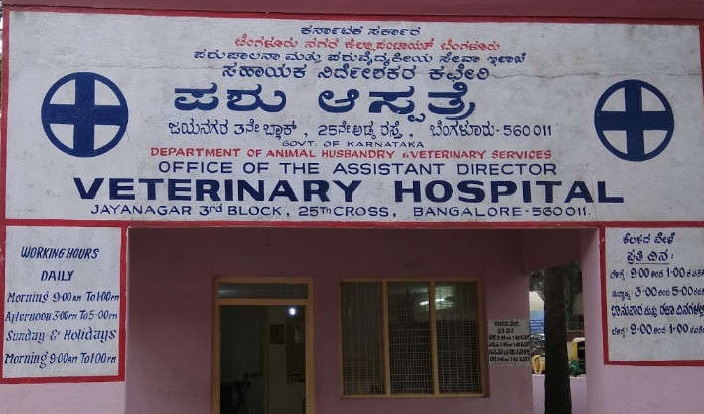 ಕರ್ನಾಟಕ ಸರ್ಕಾರ
ಬೆಂಗಳೂರು ನಗರ ಜಿಲ್ಲಾ ಪಂಚಾಯತ್ ಬೆಂಗಳೂರು
ಪಶುಪಾಲನಾ ಮತ್ತು ಪಶುವೈದ್ಯಕೀಯ ಸೇವಾ ಇಲಾಖೆ
ಸಹಾಯಕ ನಿರ್ದೇಶಕರ ಕಛೇರಿ
ಪಶು ಆಸ್ಪತ್ರೆ
ಜಯನಗರ 3ನೇ ಬ್ಲಾಕ್, 25ನೇ ಅಡ್ಡ ರಸ್ತೆ, ಬೆಂಗಳೂರು-560011
GOVT. OF KARNATAKA
DEPARTMENT OF ANIMAL HUSBANDRY & VETERINARY SERVICES
OFFICE OF THE ASSISTANT DIRECTOR
VETERINARY HOSPITAL
JAYANAGAR 3rd BLOCK, 25TH CROSS, BANGALORE-560011.
WORKING HOURS
DAILY
Morning 9:00 am To 1:00 pm
Afternoon 3:00 pm To 5:00 pm
Sunday & Holidays
Morning 9:00 am To 1:00 pm
ಕೆಲಸದ ವೇಳೆ
ಪ್ರತಿ ದಿನ:
ಬೆಳಿಗ್ಗೆ: 9:00 ರಿಂದ 1-00
ಮಧ್ಯಾಹ್ನ: 3-00 ರಿಂದ 5-00
ಭಾನುವಾರ ಮತ್ತು ರಜಾ ದಿನಗಳಲ್ಲಿ
ಬೆಳಿಗ್ಗೆ: 9:00 ರಿಂದ 1-00